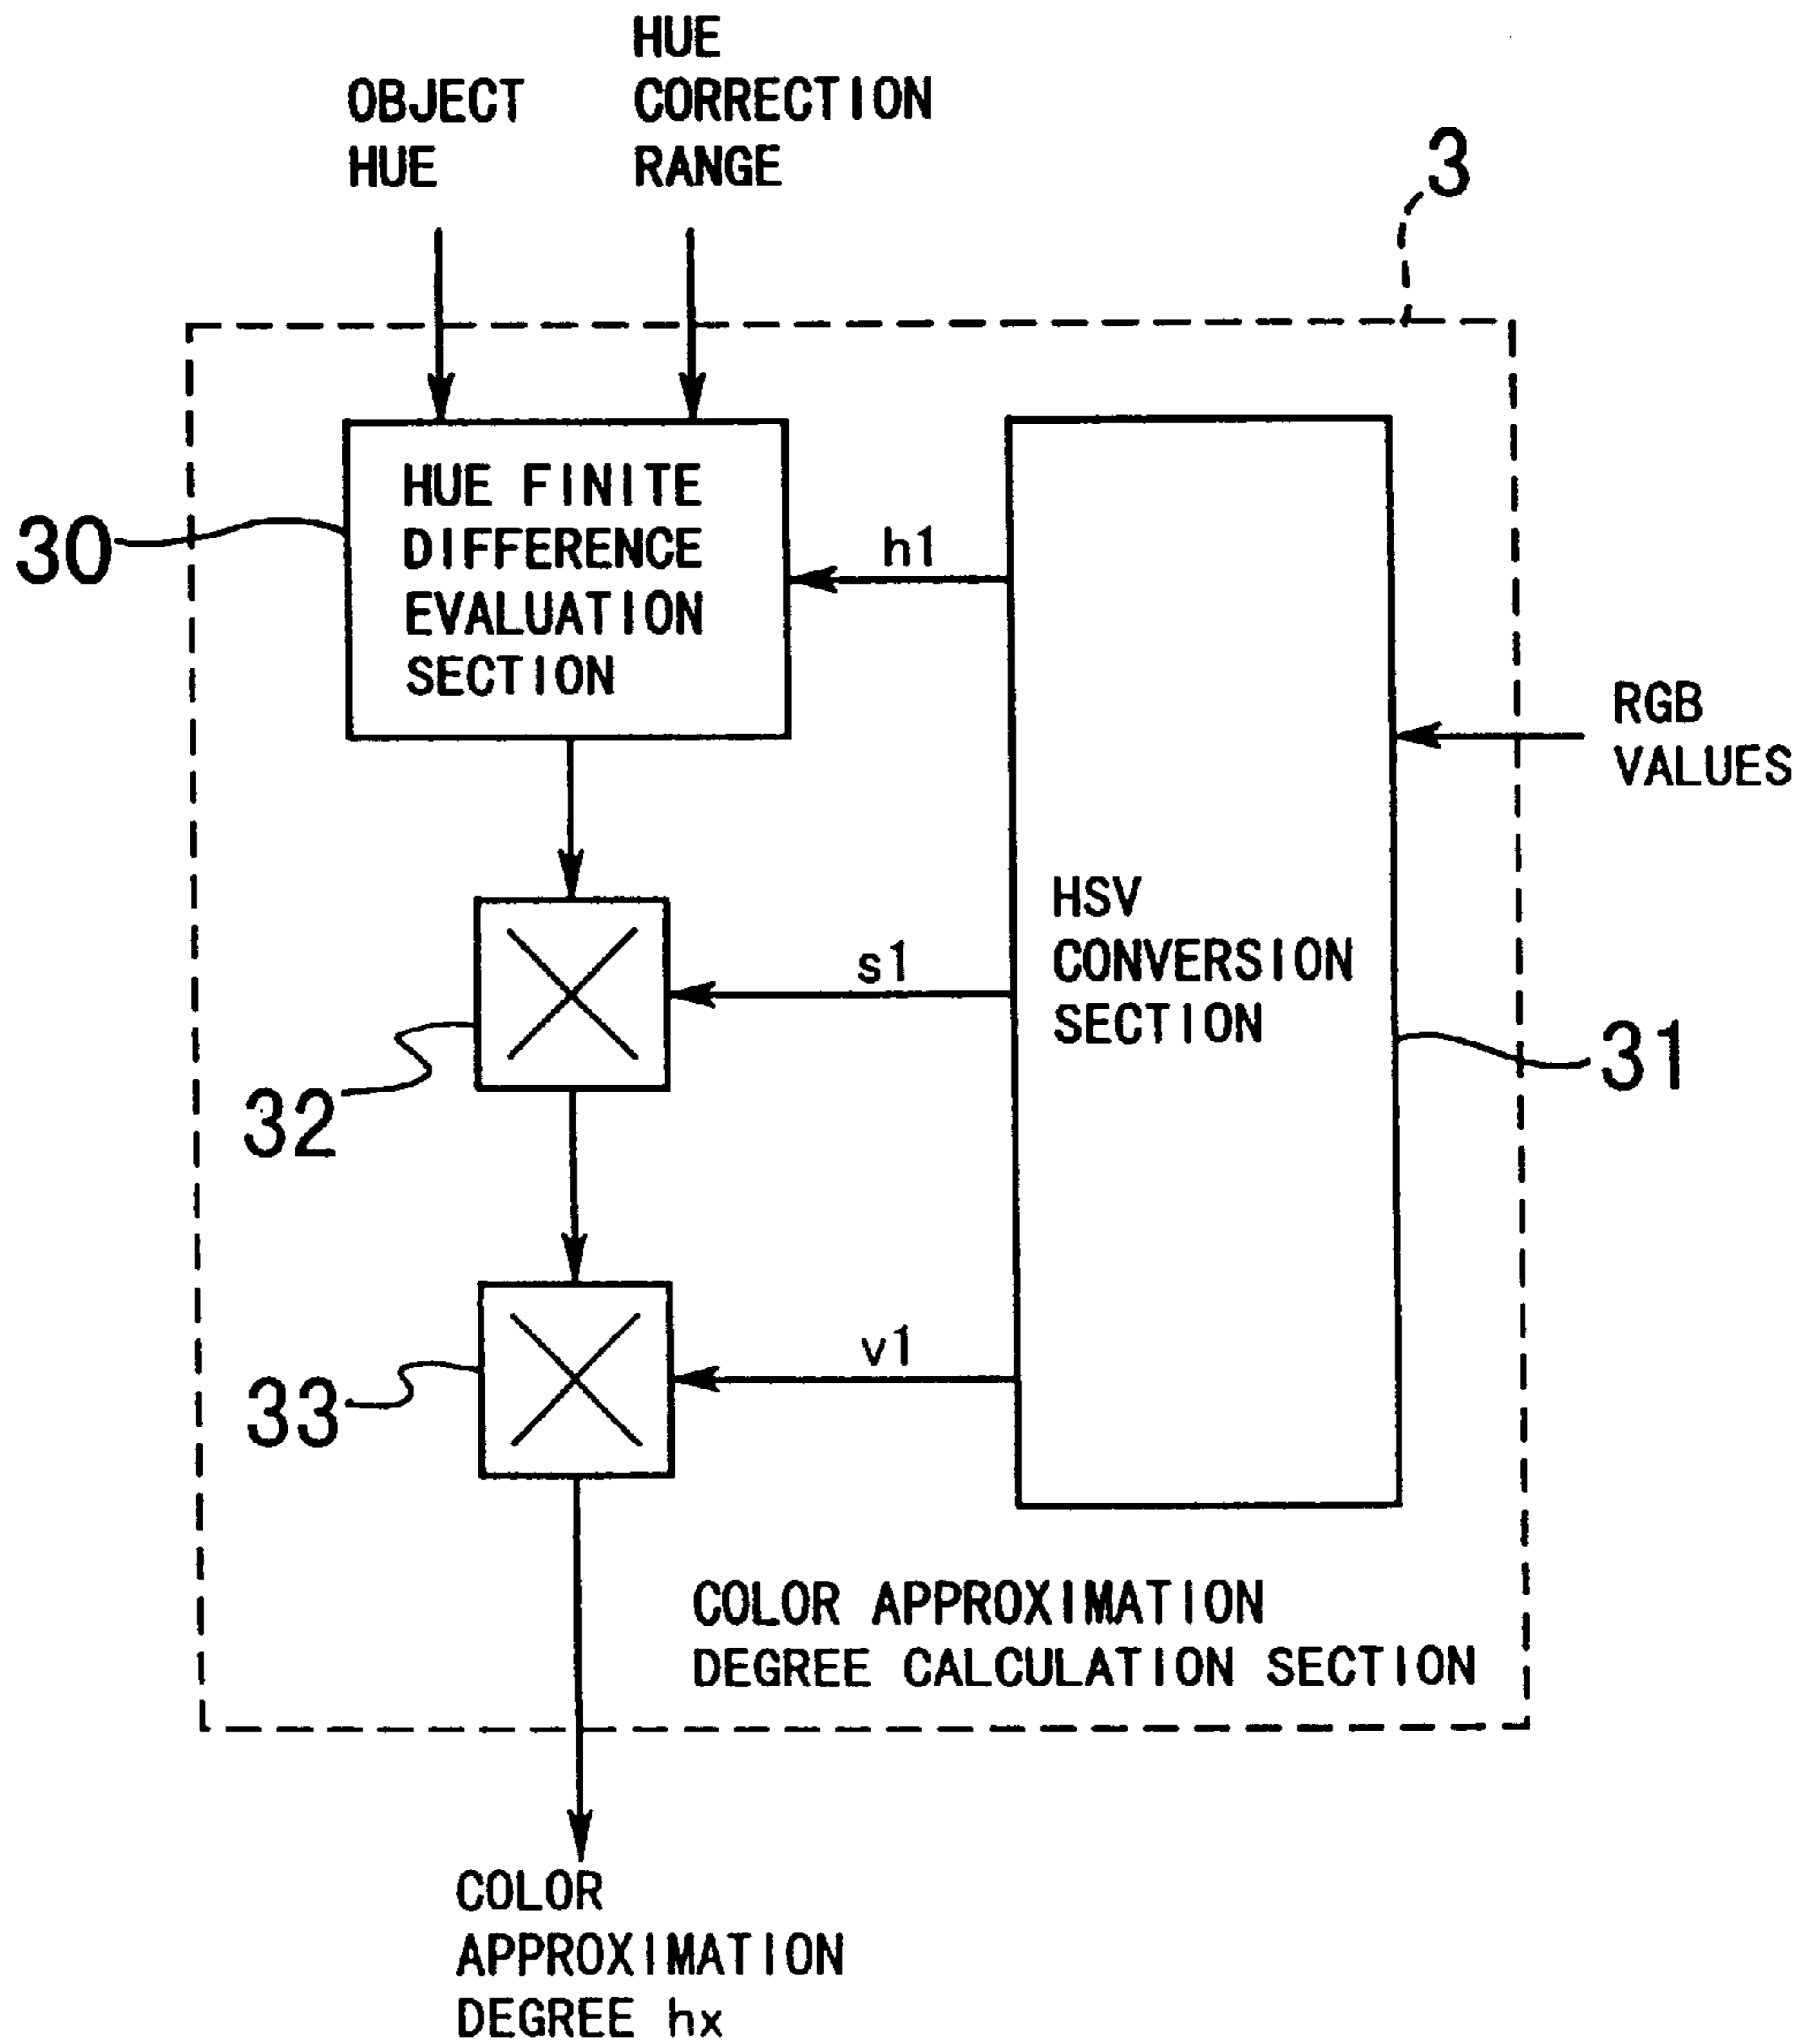 OBJECT
HUE
HUE
CORRECTION
RANGE
3
HUE FINITE
DIFFERENCE
EVALUATION
SECTION
30
h1
RGB
VALUES
HSV
CONVERSION
SECTION
s1
31
32
v1
33
COLOR APPROXIMATION
DEGREE CALCULATION SECTION
COLOR
APPROXIMATION
DEGREE hx